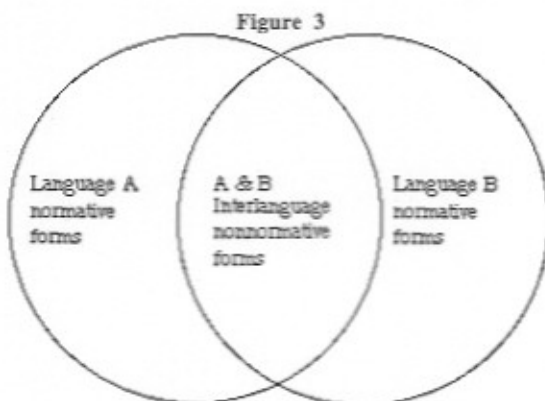 Figure 3
Language A
normative
forms
A & B
Interlanguage
nonnormative
forms
Language B
normative
forms